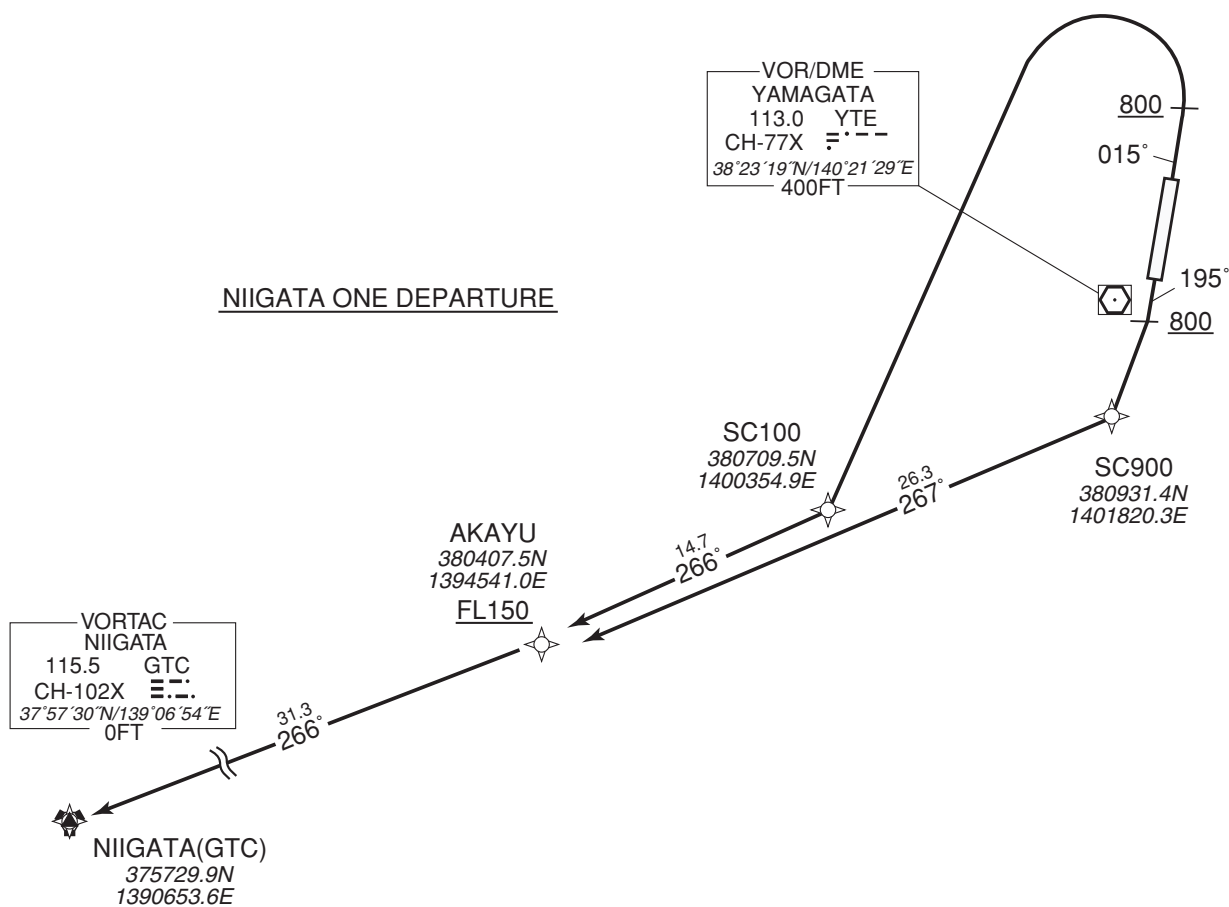 VOR/DME
YAMAGATA
113.0 YTE
CH-77X
38°23´19˝N/140°21´29˝E
400FT
800
015°
195°
800
NIIGATA ONE DEPARTURE
SC100
380709.5N
1400354.9E
SC900
380931.4N
1401820.3E
26.3
267°
14.7
266°
AKAYU
380407.5N
1394541.0E
FL150
VORTAC
NIIGATA
115.5 GTC
CH-102X
37°57´30˝N/139°06´54˝E
0FT
31.3
266°
NIIGATA(GTC)
375729.9N
1390653.6E